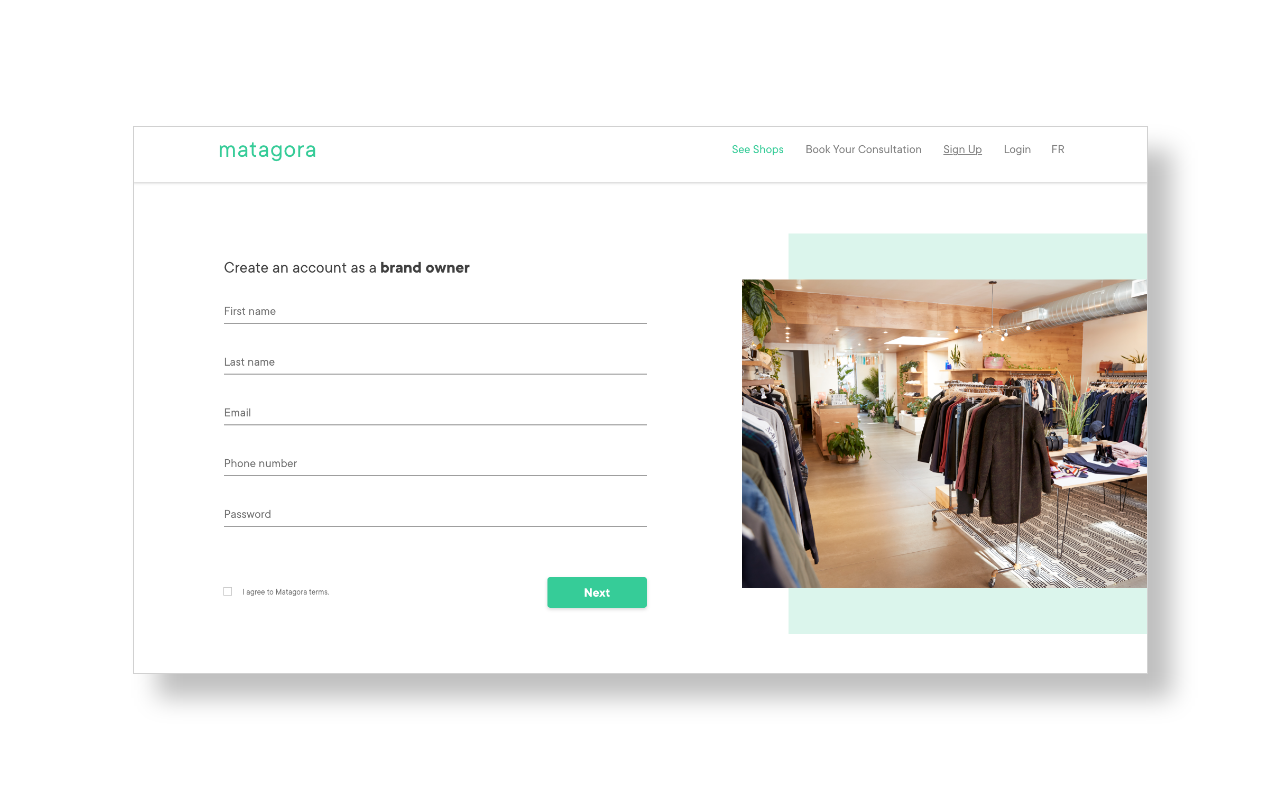 matagora
See Shops Book Your Consultation Sign Up Login FR
Create an account as a brand owner
First name
Last name
Email
Phone number
Password
I agree to Matagora terms.
Next